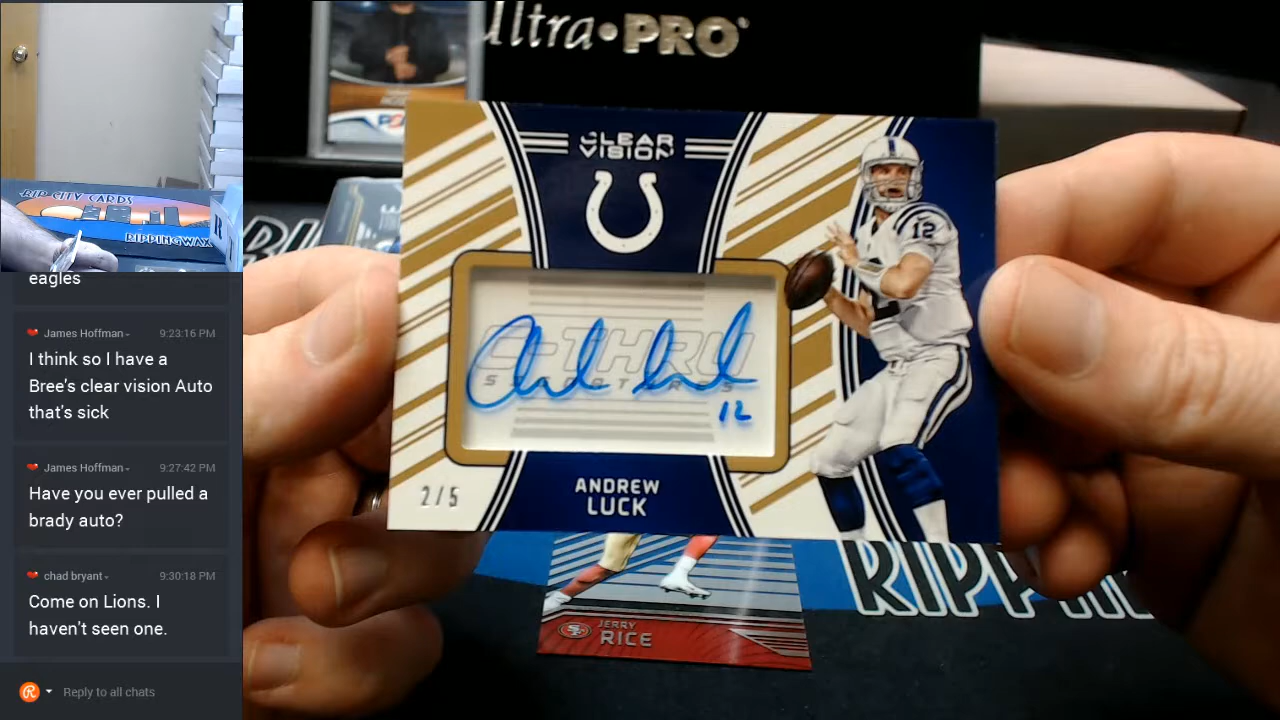 Ultra•PRO
RIP CITY CARDS
RIPPINGWAX
eagles
James Hoffman
9:23:16 PM
I think so I have a
Bree's clear vision Auto
that's sick
James Hoffman
9:27:42 PM
Have you ever pulled a
brady auto?
chad bryant
9:30:18 PM
Come on Lions. I
haven't seen one.
Reply to all chats
CLEAR
VISION
12
C-THRU
SIGNATURES
12
ANDREW
LUCK
2/5
JERRY
RICE